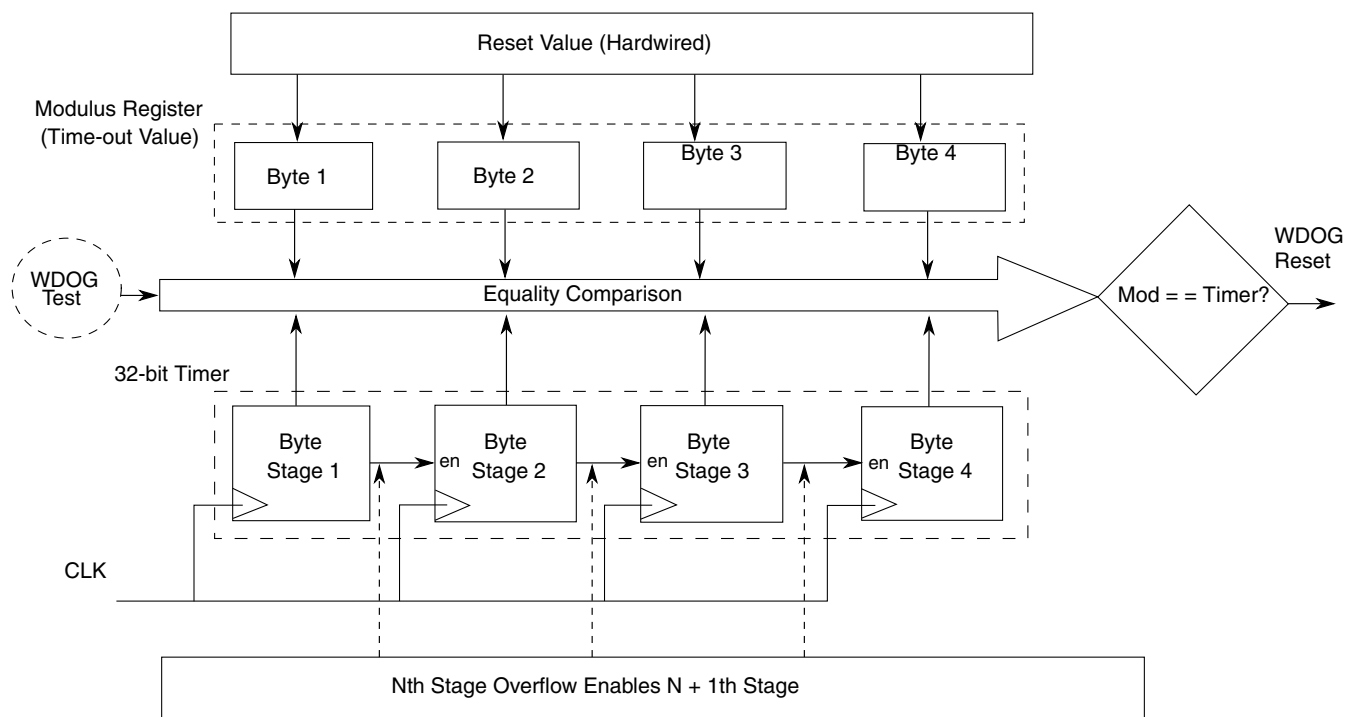 Reset Value (Hardwired)
Modulus Register
(Time-out Value)
Byte 1
Byte 2
Byte 3
Byte 4
WDOG
Test
Equality Comparison
Mod = = Timer?
WDOG
Reset
32-bit Timer
Byte
Stage 1
en
Byte
Stage 2
en
Byte
Stage 3
en
Byte
Stage 4
CLK
Nth Stage Overflow Enables N + 1th Stage